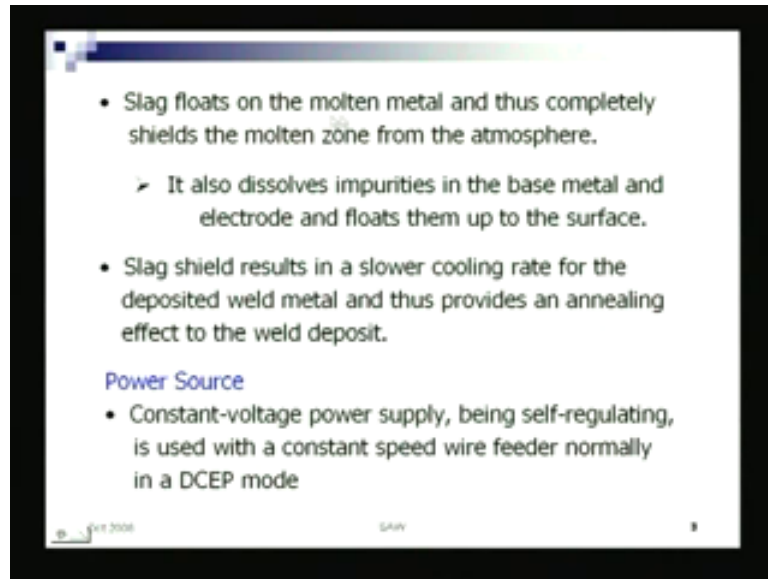 • Slag floats on the molten metal and thus completely
shields the molten zone from the atmosphere.
➢ It also dissolves impurities in the base metal and
electrode and floats them up to the surface.
• Slag shield results in a slower cooling rate for the
deposited weld metal and thus provides an annealing
effect to the weld deposit.
Power Source
• Constant-voltage power supply, being self-regulating,
is used with a constant speed wire feeder normally
in a DCEP mode
SAW